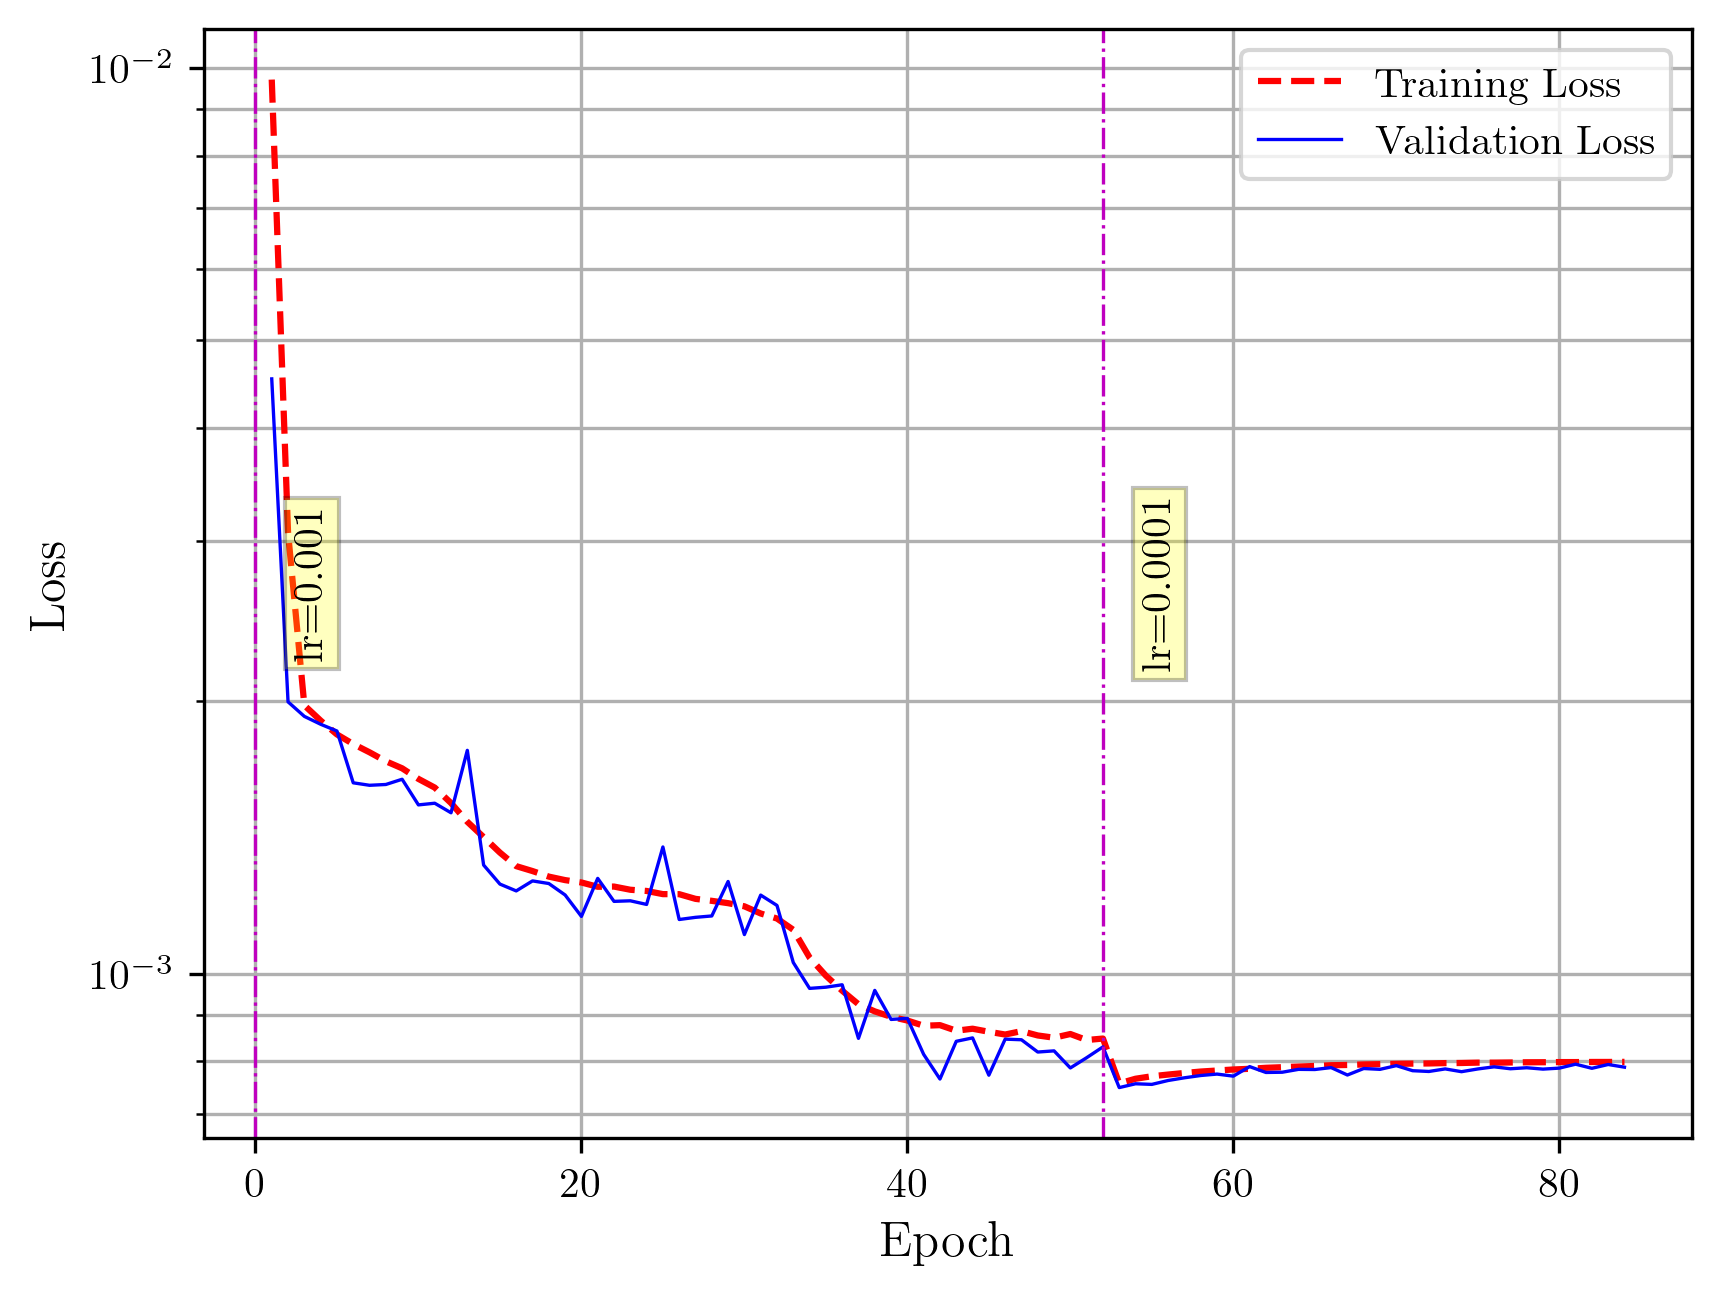 10⁻²
10⁻³
Loss
Training Loss
Validation Loss
lr=0.001
lr=0.0001
0
20
40
60
80
Epoch